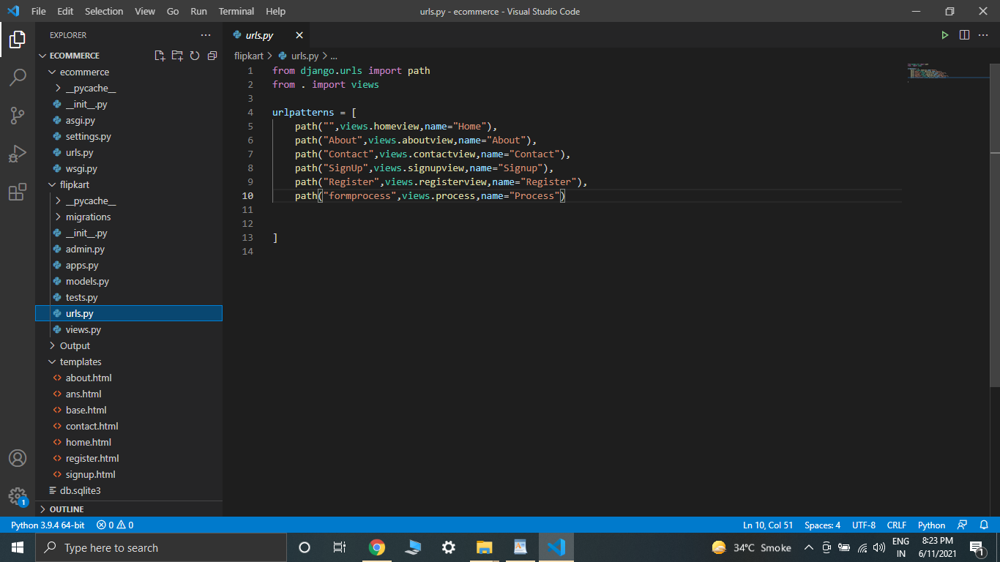 File Edit Selection View Go Run Terminal Help urls.py - ecommerce - Visual Studio Code
EXPLORER
ECOMMERCE
ecommerce
__pycache__
__init__.py
asgi.py
settings.py
urls.py
wsgi.py
flipkart
__pycache__
migrations
__init__.py
admin.py
apps.py
models.py
tests.py
urls.py
views.py
Output
templates
about.html
ans.html
base.html
contact.html
home.html
register.html
signup.html
db.sqlite3
OUTLINE
1
urls.py
flipkart > urls.py > ...
1 from django.urls import path
2 from . import views
3
4 urlpatterns = [
5 path("",views.homeview,name="Home"),
6 path("About",views.aboutview,name="About"),
7 path("Contact",views.contactview,name="Contact"),
8 path("SignUp",views.signupview,name="Signup"),
9 path("Register",views.registerview,name="Register"),
10 path("formprocess",views.process,name="Process")
11
12
13 ]
14
Python 3.9.4 64-bit 0 0 Ln 10, Col 51 Spaces: 4 UTF-8 CRLF Python
Type here to search 34°C Smoke ENG IN 8:23 PM 6/11/2021 1